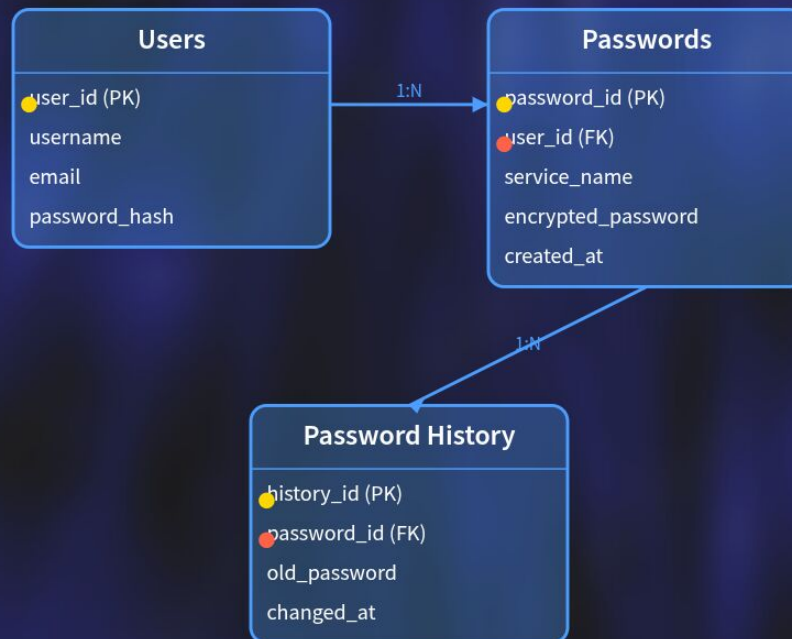 Users
user_id (PK)
username
email
password_hash
1:N
Passwords
password_id (PK)
user_id (FK)
service_name
encrypted_password
created_at
1:N
Password History
history_id (PK)
password_id (FK)
old_password
changed_at